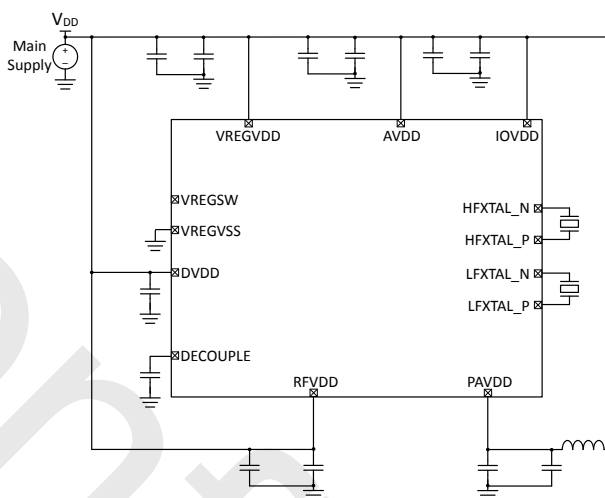 VDD
Main
Supply
VREGVDD
AVDD
IOVDD
VREGSW
HFXTAL_N
VREGVSS
HFXTAL_P
DVDD
LFXTAL_N
LFXTAL_P
DECOUPLE
RFVDD
PAVDD